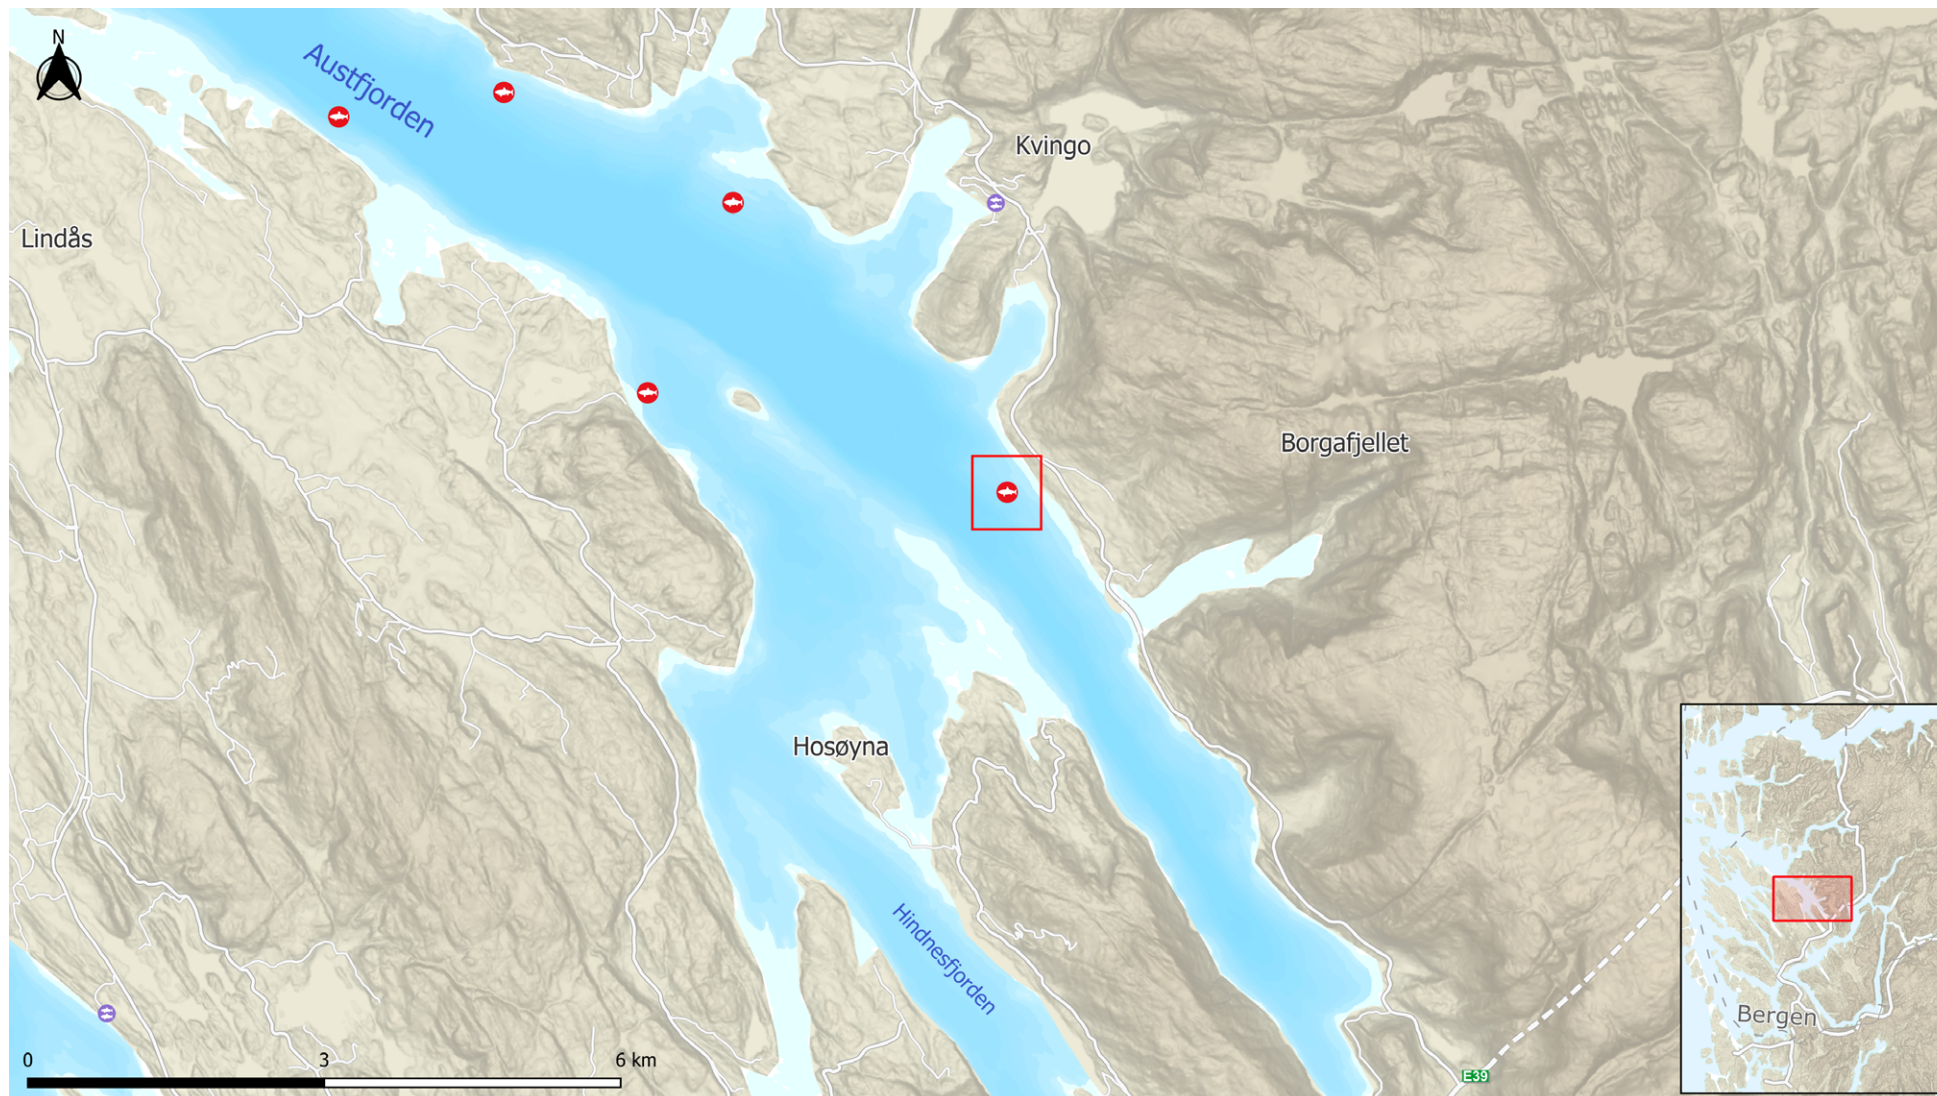 N
Austfjorden
Kvingo
Lindås
Borgafjellet
Hosøyna
Hindnesfjorden
Bergen
0 3 6 km
E39